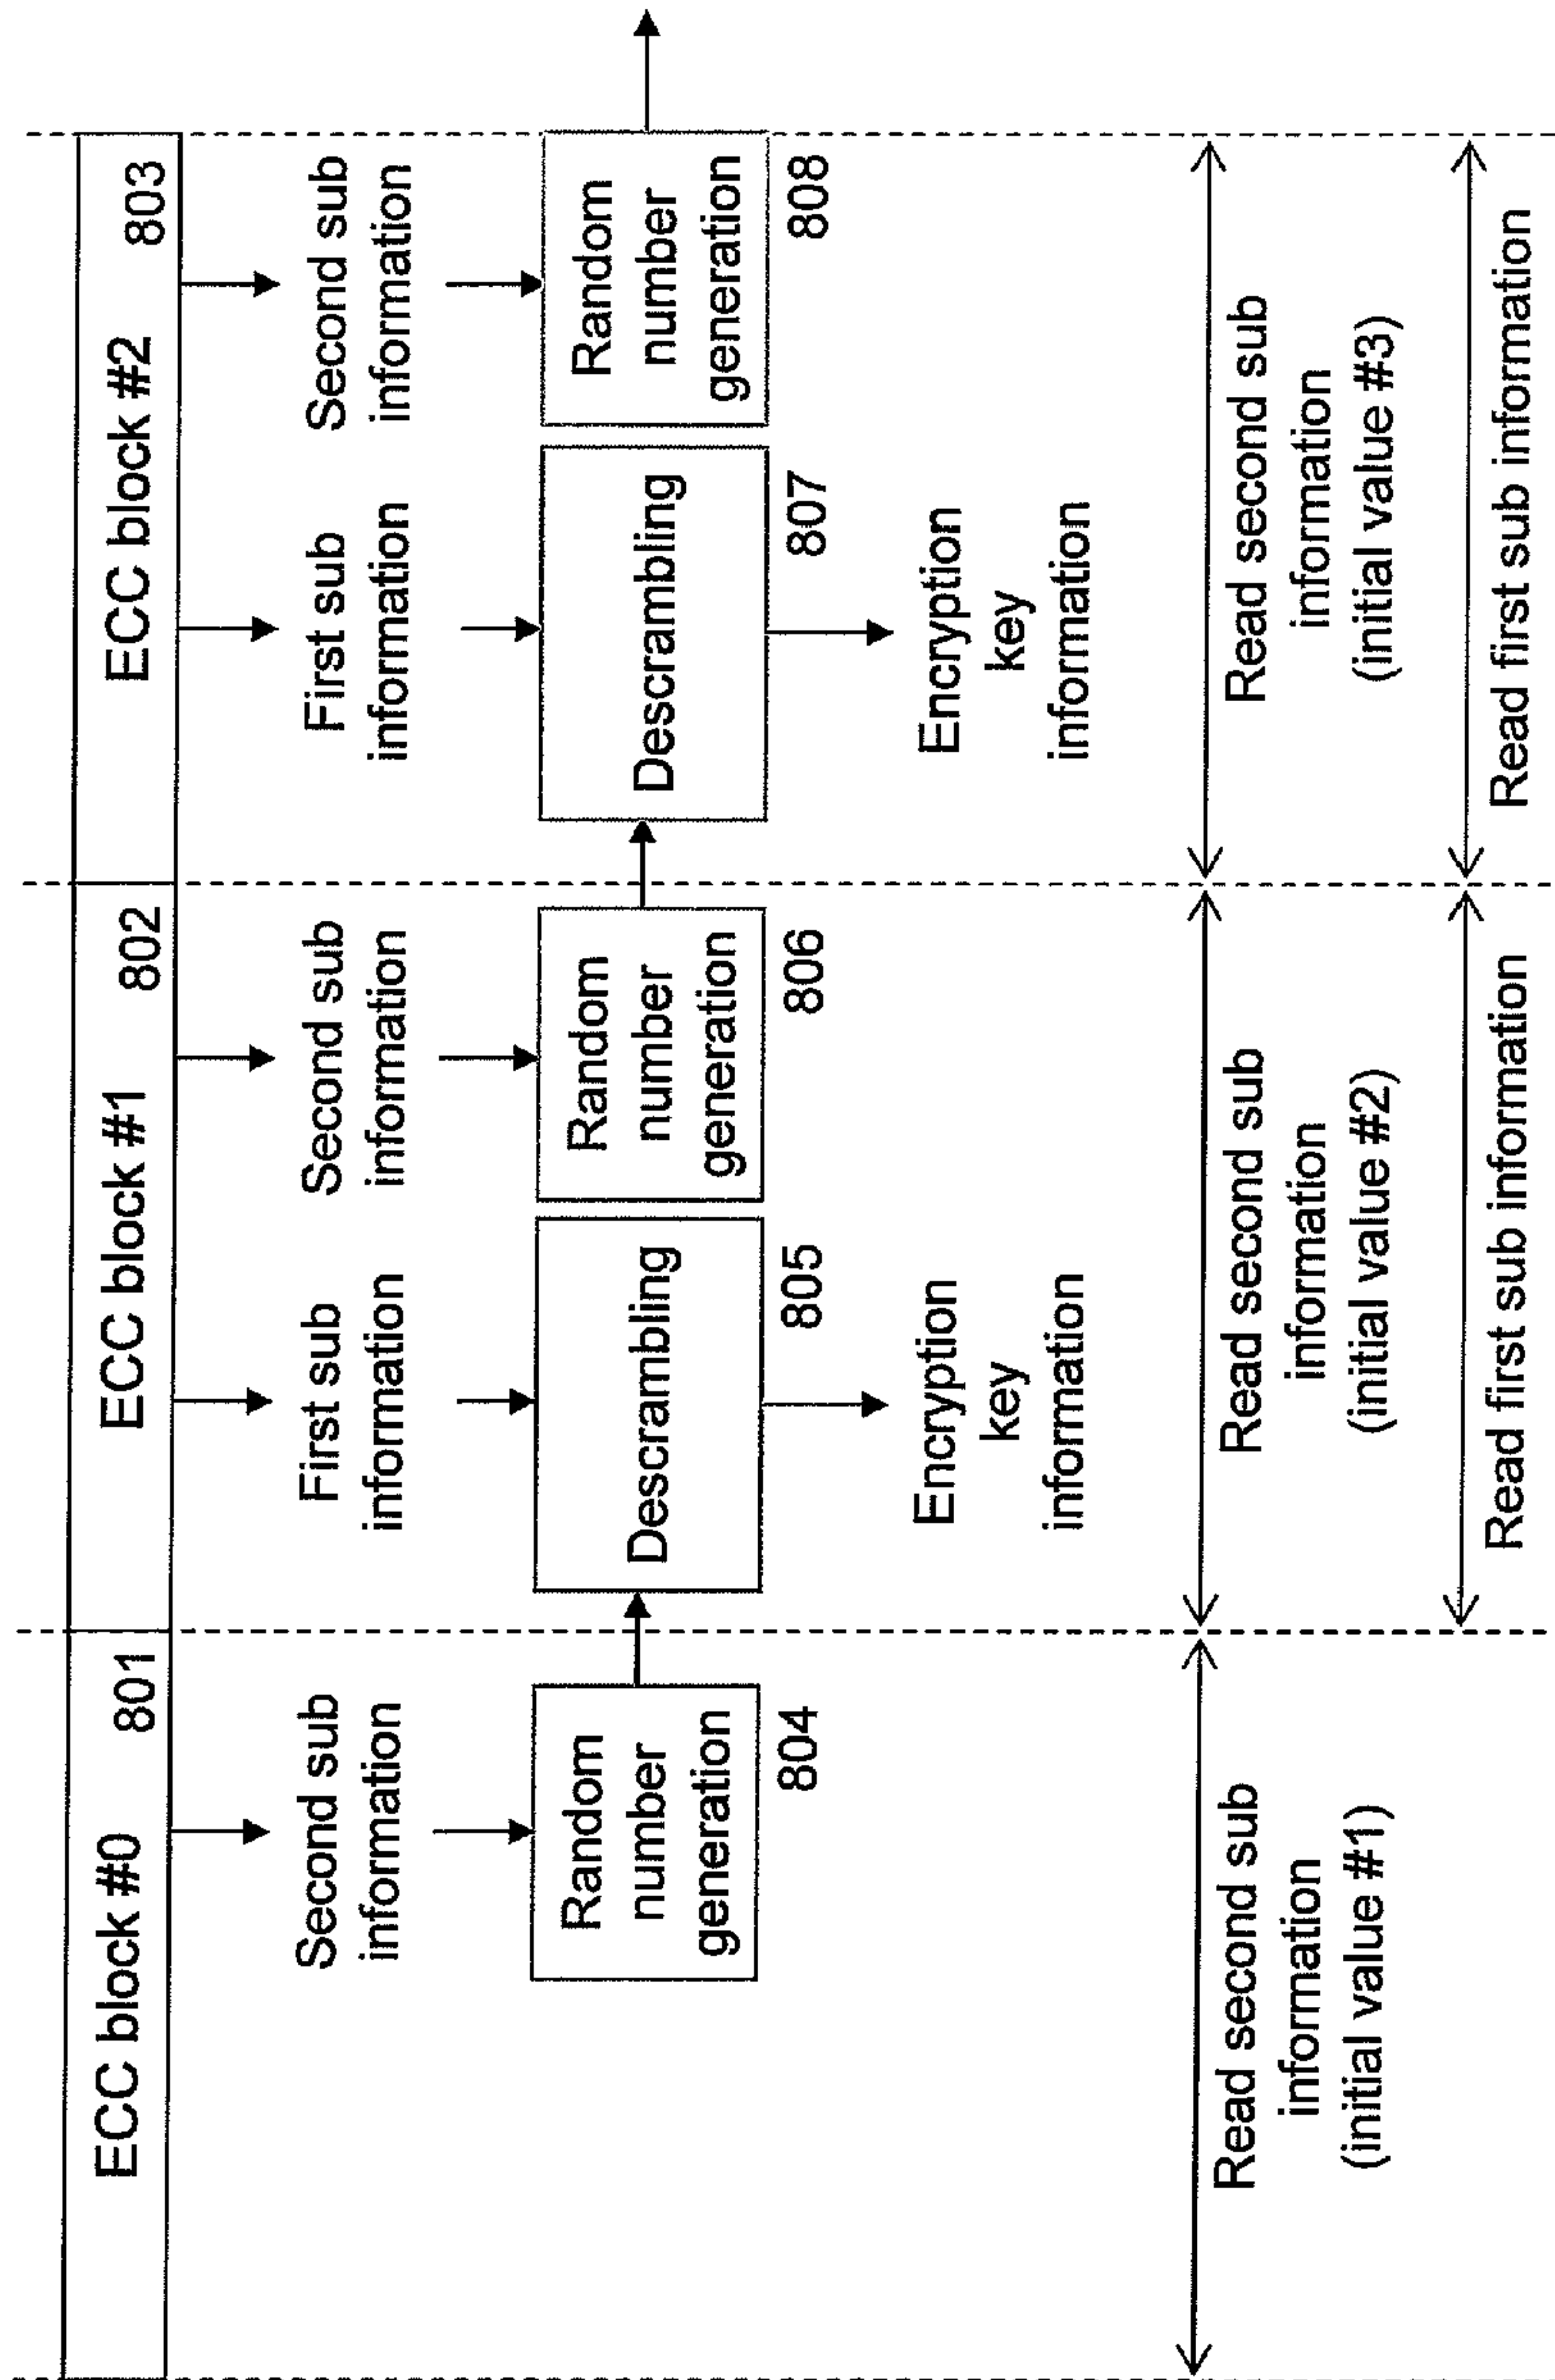 ECC block #0
801
ECC block #1
802
ECC block #2
803
Second sub
information
First sub
information
Second sub
information
First sub
information
Second sub
information
Random
number
generation
804
Descrambling
805
Random
number
generation
806
Descrambling
807
Random
number
generation
808
Encryption
key
information
Encryption
key
information
Read second sub
information
(initial value #1)
Read second sub
information
(initial value #2)
Read second sub
information
(initial value #3)
Read first sub information
Read first sub information